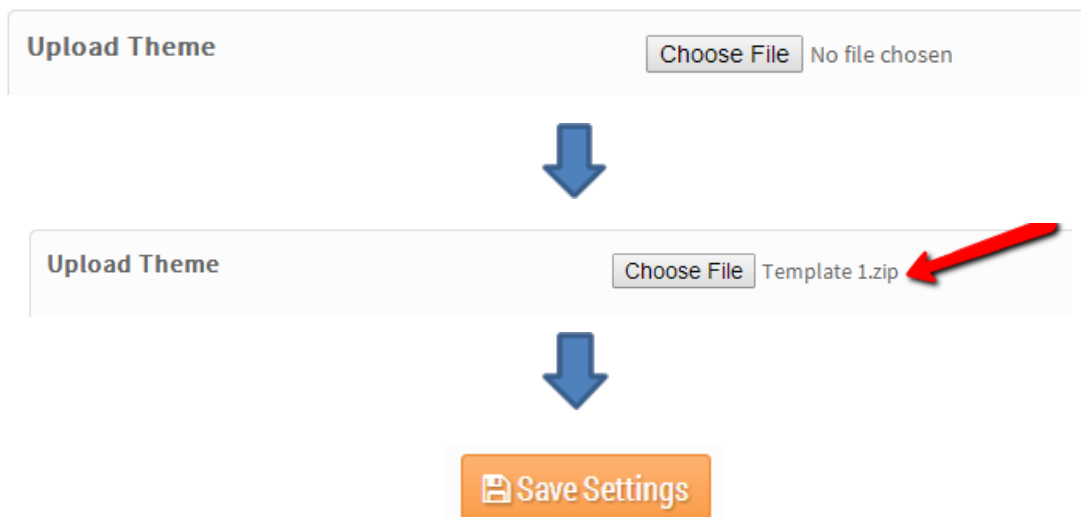 Upload Theme Choose File No file chosen
Upload Theme Choose File Template 1.zip
Save Settings